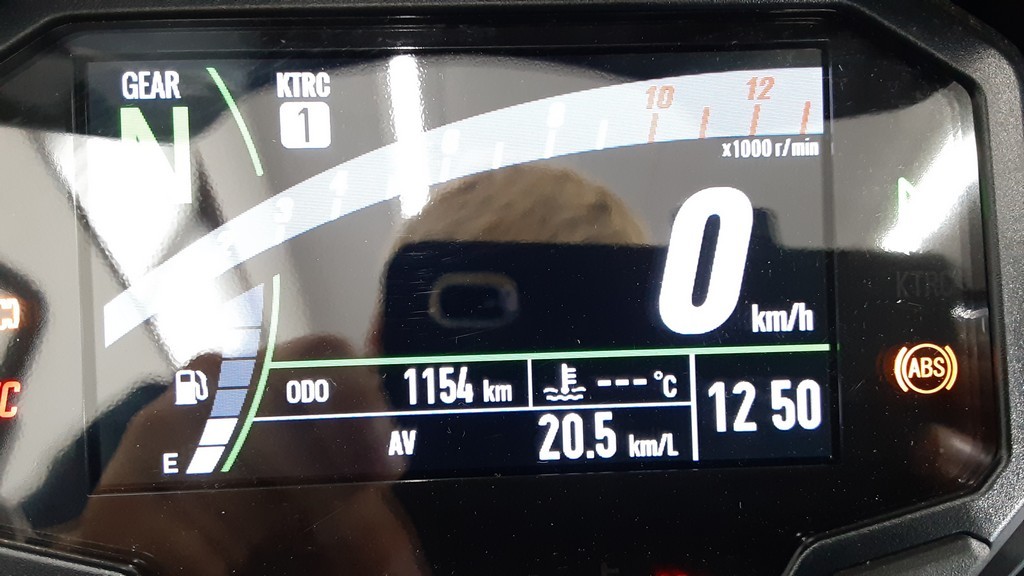 GEAR
N
KTRC
1
10 12
x1000 r/min
0 km/h
KTRC
ABS
ODO 1154 km
--- °C
12 50
AV 20.5 km/L
E